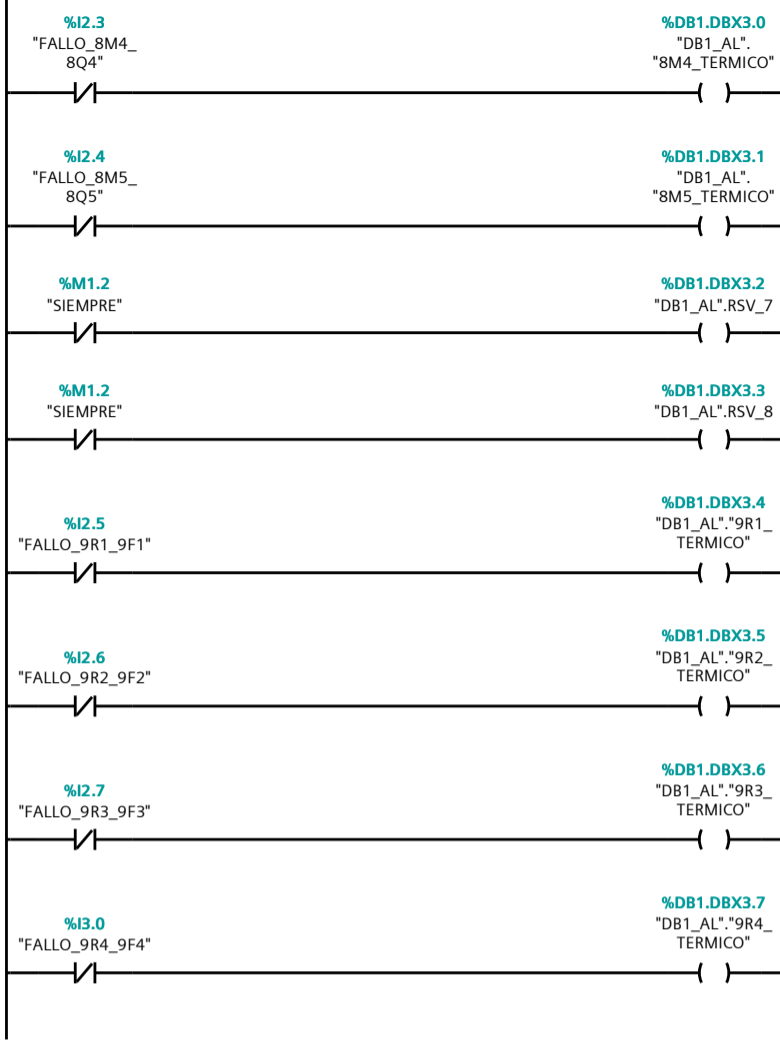 %I2.3
"FALLO_8M4_
8Q4"
%DB1.DBX3.0
"DB1_AL".
"8M4_TERMICO"
%I2.4
"FALLO_8M5_
8Q5"
%DB1.DBX3.1
"DB1_AL".
"8M5_TERMICO"
%M1.2
"SIEMPRE"
%DB1.DBX3.2
"DB1_AL".RSV_7
%M1.2
"SIEMPRE"
%DB1.DBX3.3
"DB1_AL".RSV_8
%I2.5
"FALLO_9R1_9F1"
%DB1.DBX3.4
"DB1_AL"."9R1_
TERMICO"
%I2.6
"FALLO_9R2_9F2"
%DB1.DBX3.5
"DB1_AL"."9R2_
TERMICO"
%I2.7
"FALLO_9R3_9F3"
%DB1.DBX3.6
"DB1_AL"."9R3_
TERMICO"
%I3.0
"FALLO_9R4_9F4"
%DB1.DBX3.7
"DB1_AL"."9R4_
TERMICO"